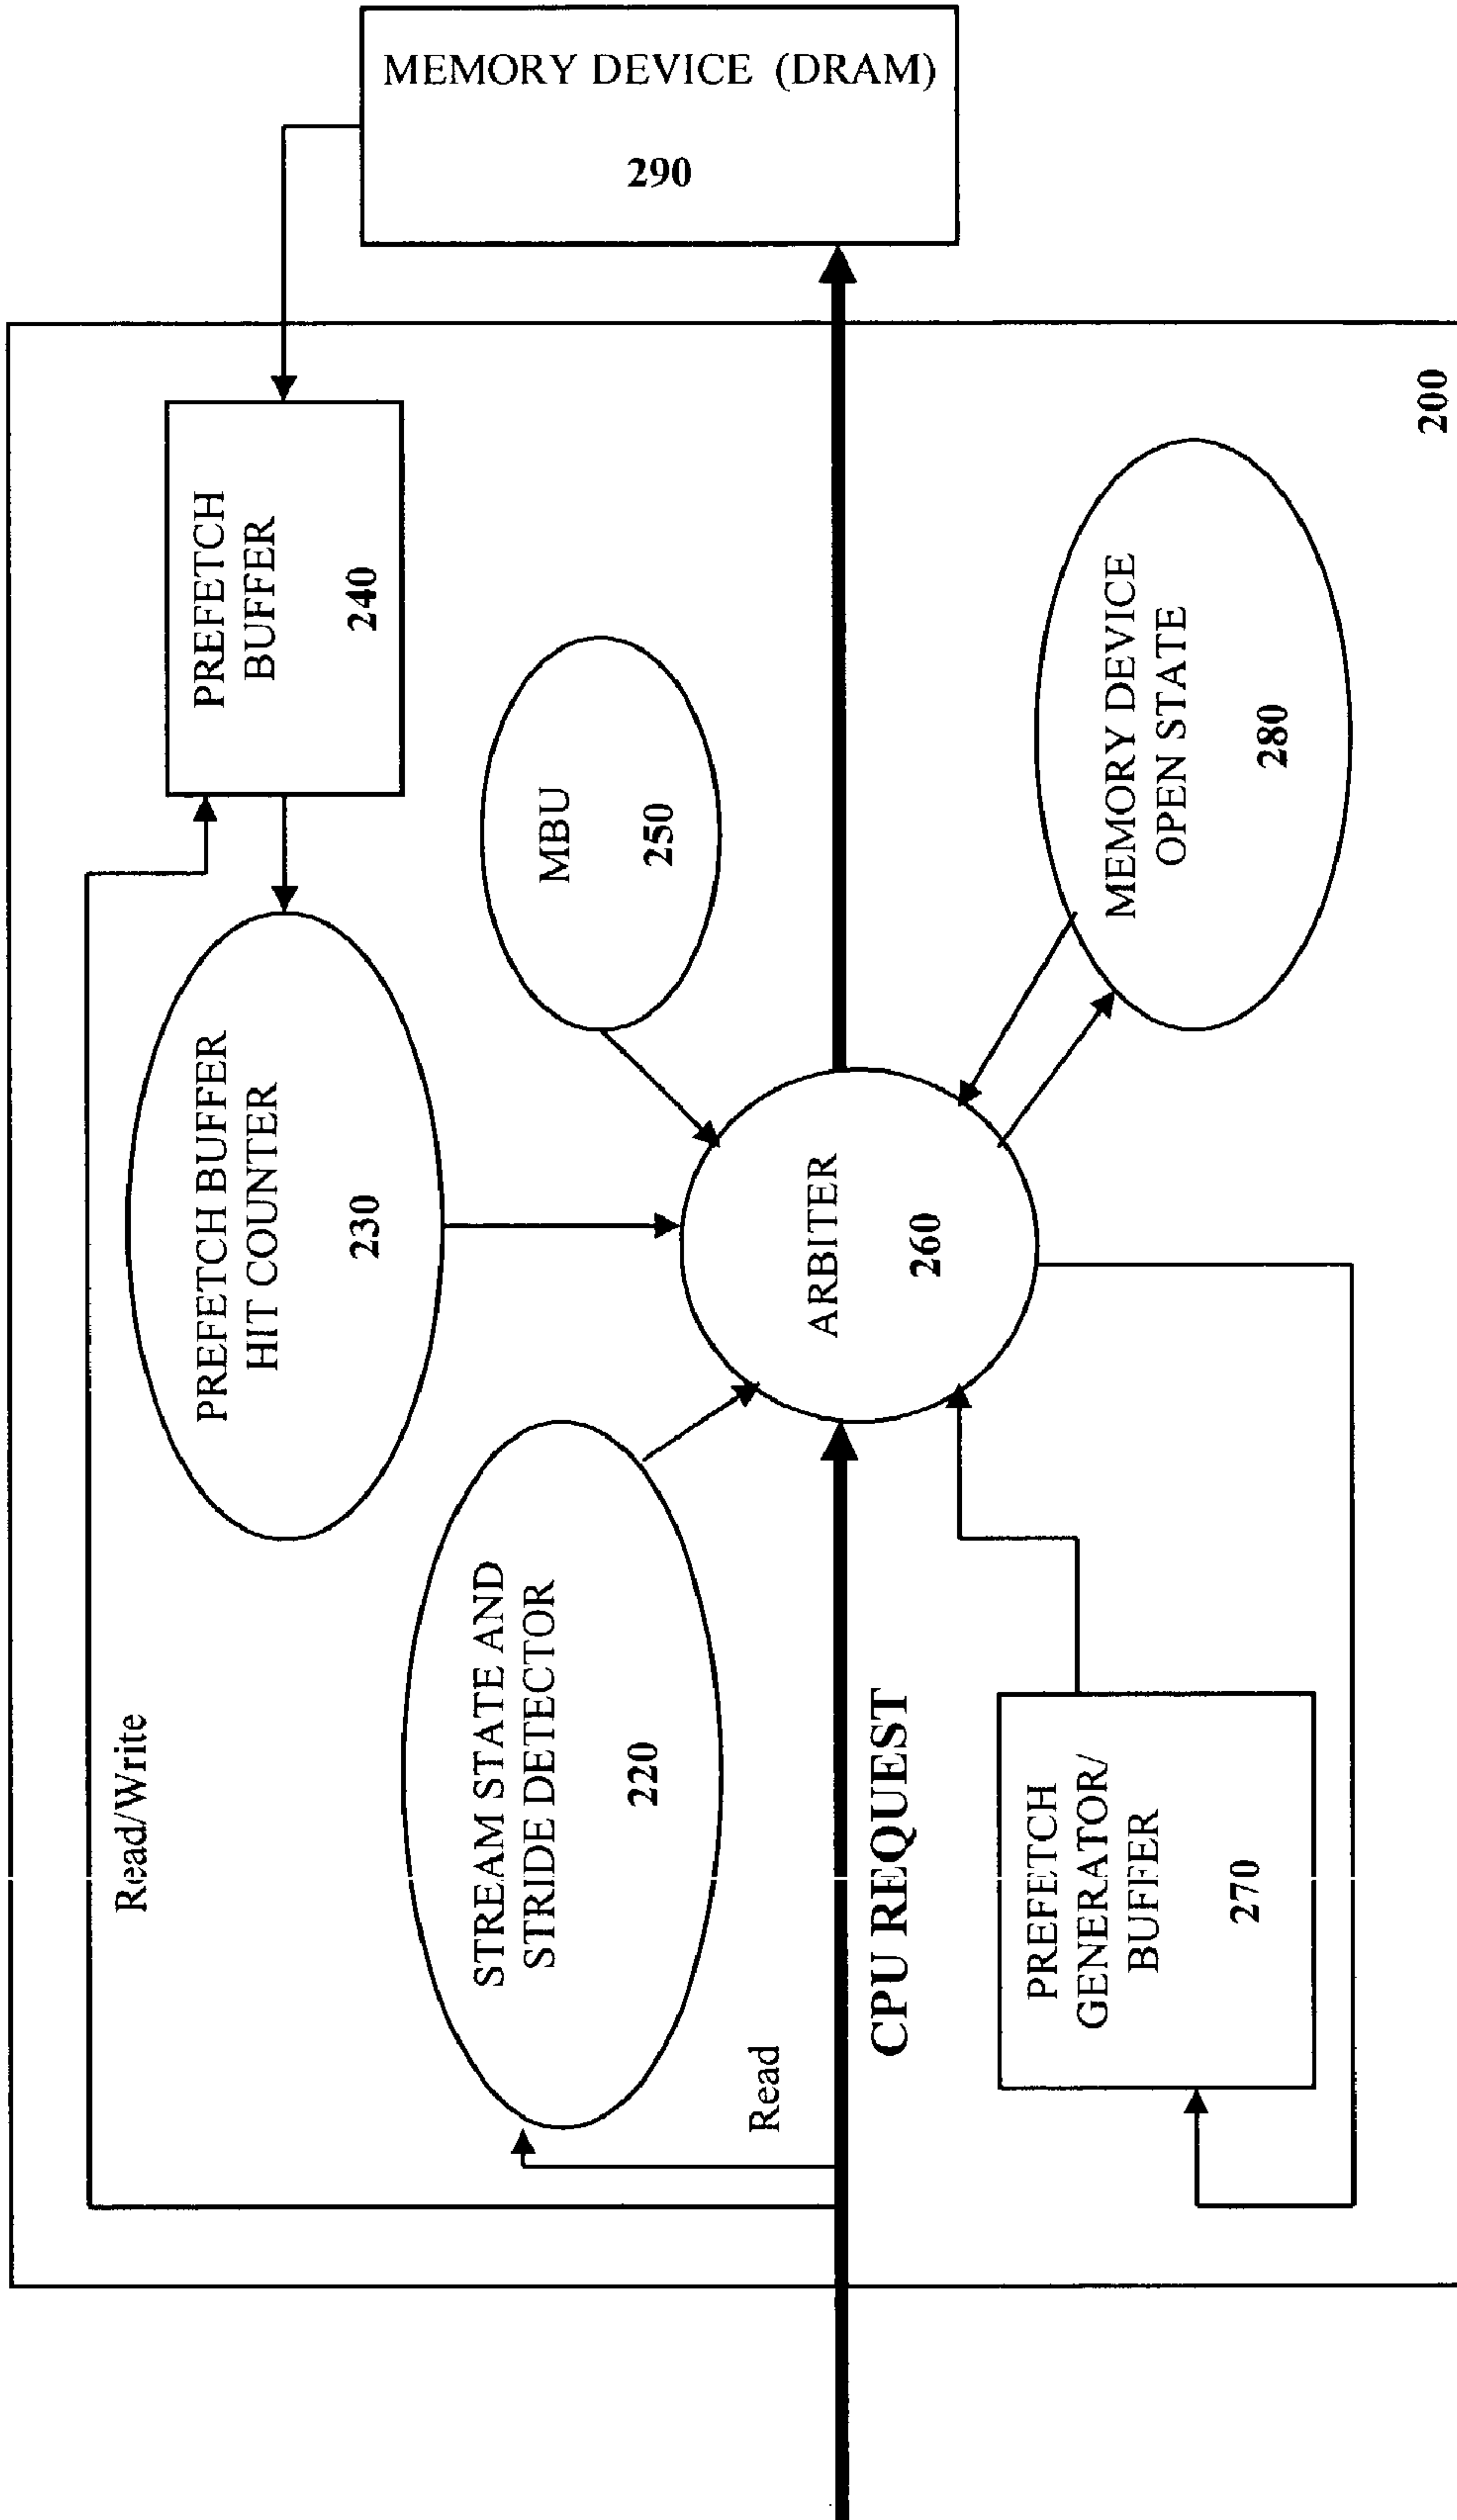 MEMORY DEVICE (DRAM)
290
Read/Write
PREFETCH BUFFER
HIT COUNTER
230
PREFETCH
BUFFER
240
STREAM STATE AND
STRIDE DETECTOR
220
MBU
250
Read
CPU REQUEST
ARBITER
260
PREFETCH
GENERATOR/
BUFFER
270
MEMORY DEVICE
OPEN STATE
280
200